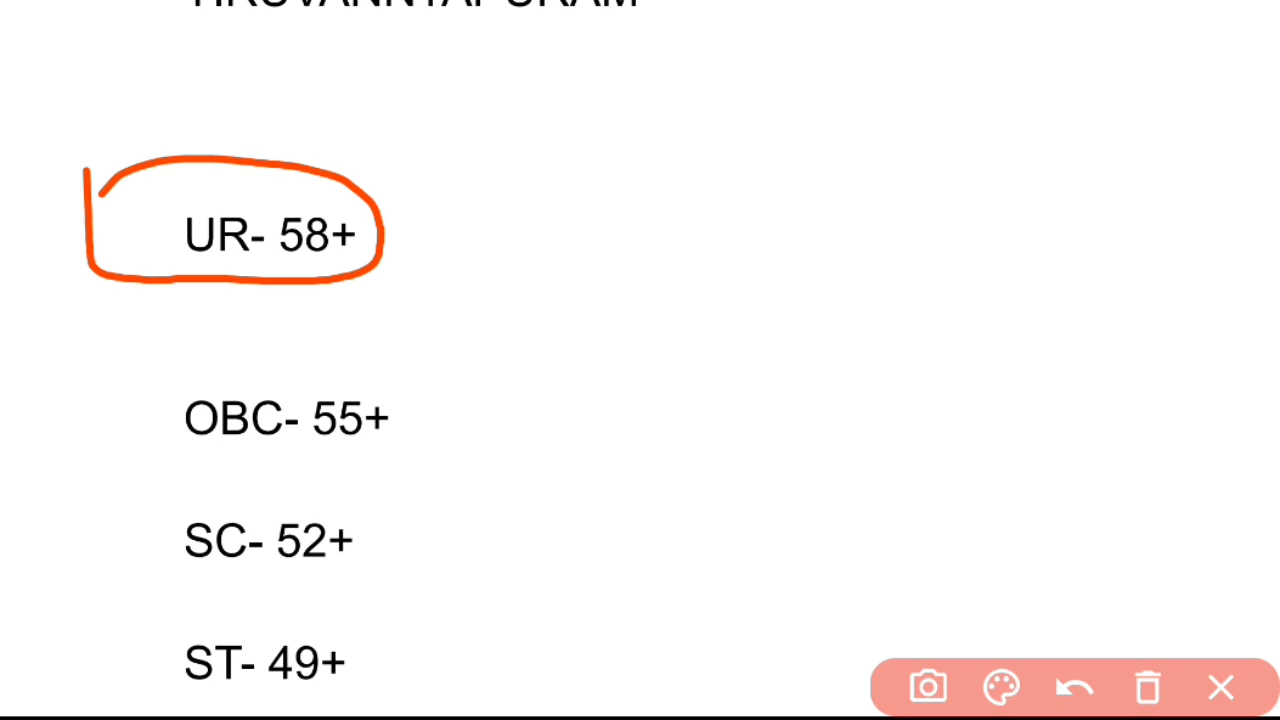 UR- 58+
OBC- 55+
SC- 52+
ST- 49+